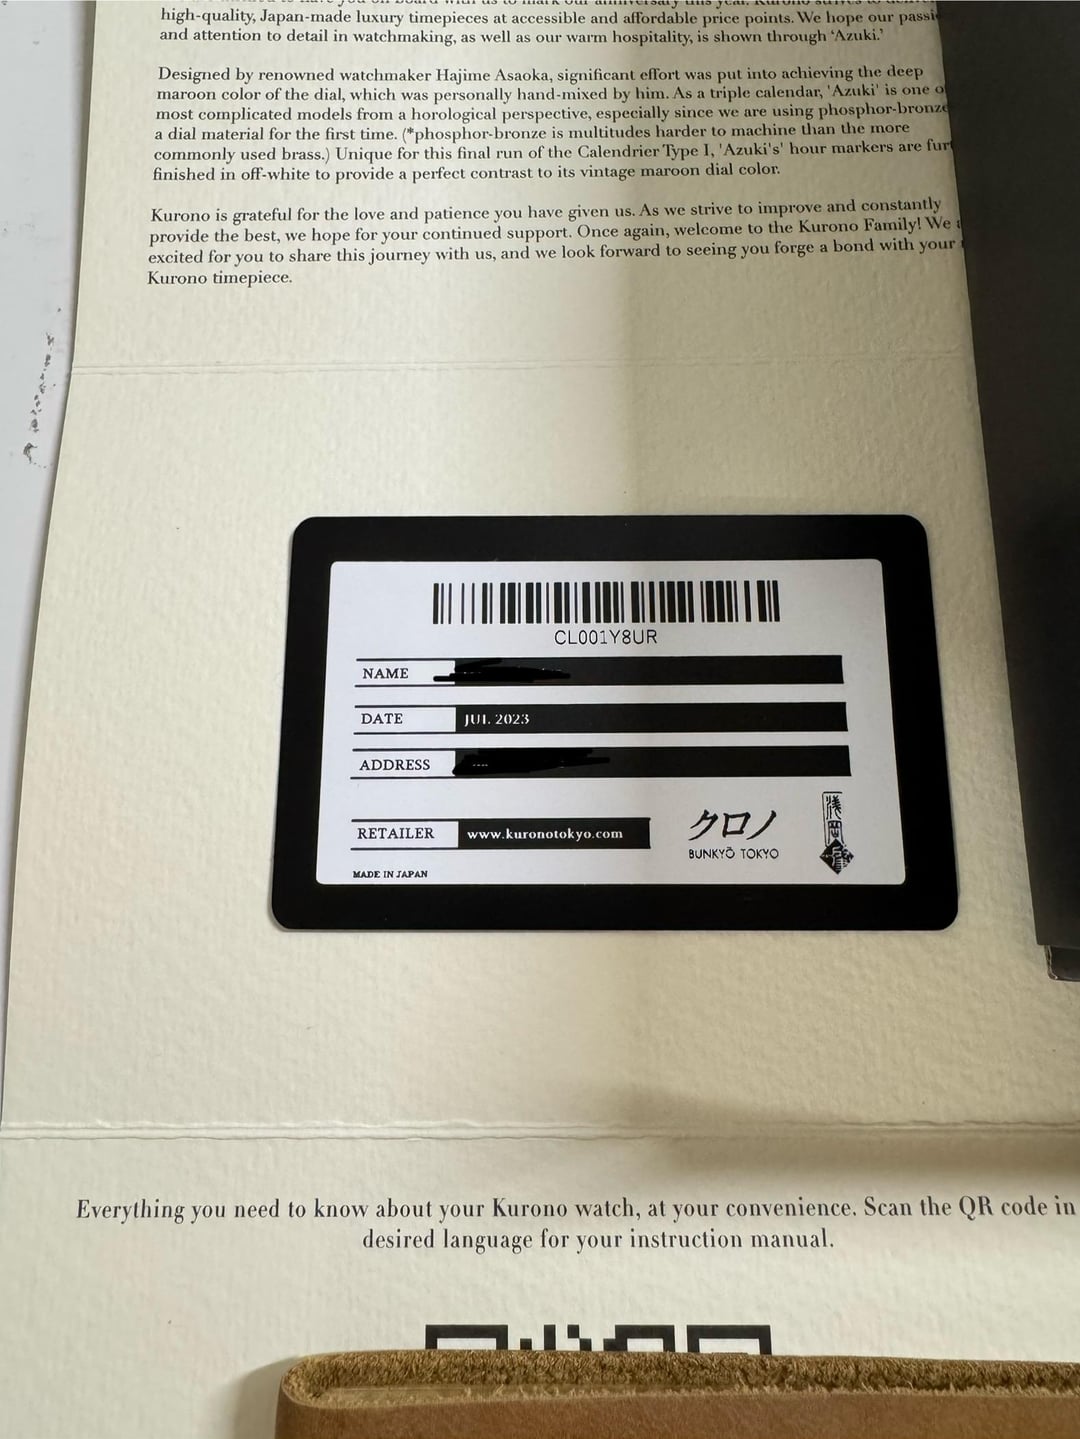 high-quality, Japan-made luxury timepieces at accessible and affordable price points. We hope our
and attention to detail in watchmaking, as well as our warm hospitality, is shown through ‘Azuki.’
Designed by renowned watchmaker Hajime Asaoka, significant effort was put into achieving the deep
maroon color of the dial, which was personally hand-mixed by him. As a triple calendar, 'Azuki' is one
most complicated models from a horological perspective, especially since we are using phosphor-bronze
a dial material for the first time. (*phosphor-bronze is multitudes harder to machine than the more
commonly used brass.) Unique for this final run of the Calendrier Type I, 'Azuki's' hour markers are
finished in off-white to provide a perfect contrast to its vintage maroon dial color.
Kurono is grateful for the love and patience you have given us. As we strive to improve and constantly
provide the best, we hope for your continued support. Once again, welcome to the Kurono Family! We
excited for you to share this journey with us, and we look forward to seeing you forge a bond with your
Kurono timepiece.
CL001Y8UR
NAME
DATE JUL 2023
ADDRESS
RETAILER www.kuronotokyo.com
クロノ
BUNKYŌ TOKYO
浅岡肇
MADE IN JAPAN
Everything you need to know about your Kurono watch, at your convenience. Scan the QR code in
desired language for your instruction manual.